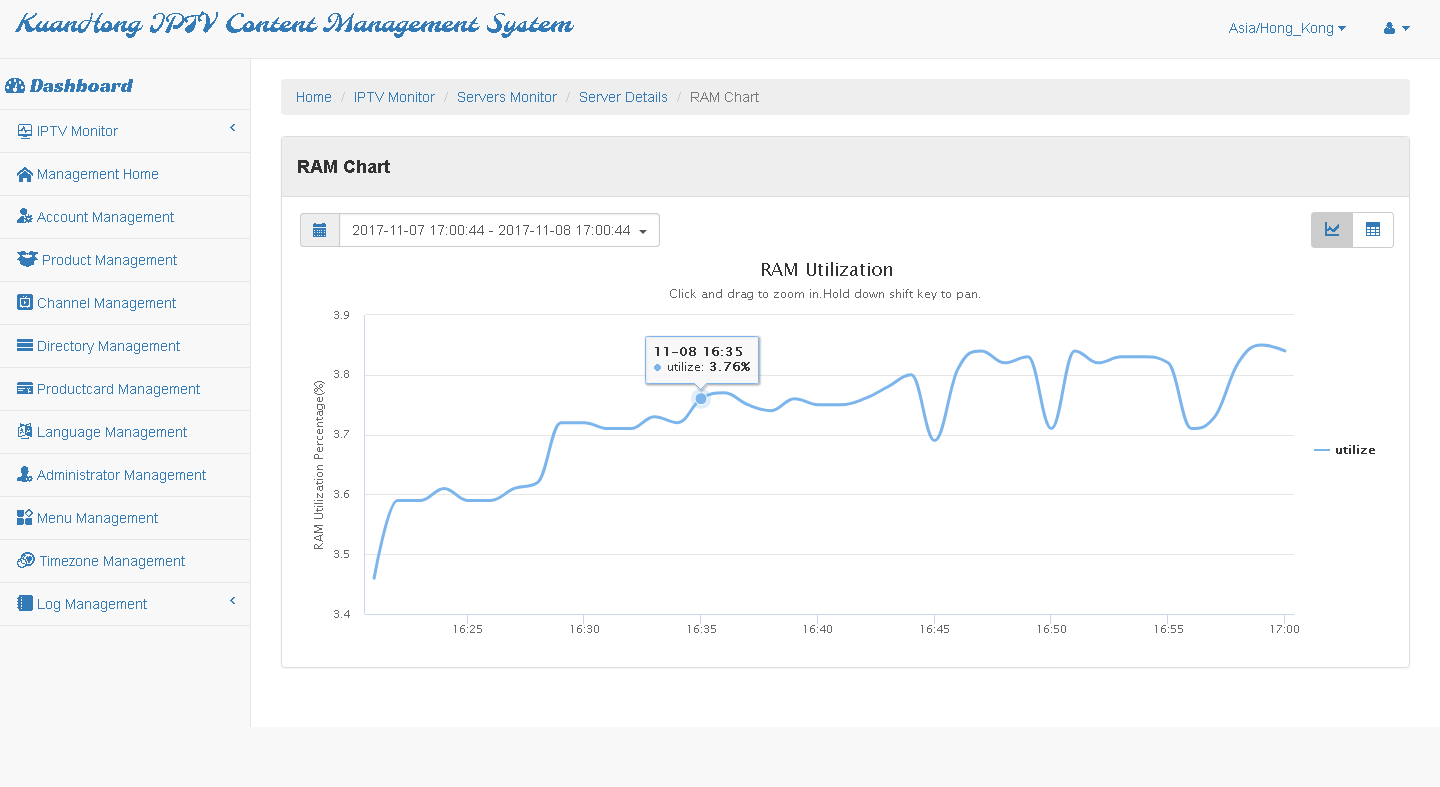 KuanHong IPTV Content Management System
Asia/Hong_Kong
Dashboard
IPTV Monitor
Management Home
Account Management
Product Management
Channel Management
Directory Management
Productcard Management
Language Management
Administrator Management
Menu Management
Timezone Management
Log Management
Home / IPTV Monitor / Servers Monitor / Server Details / RAM Chart
RAM Chart
2017-11-07 17:00:44 - 2017-11-08 17:00:44
RAM Utilization
Click and drag to zoom in.Hold down shift key to pan.
RAM Utilization Percentage(%)
3.9
3.8
3.7
3.6
3.5
3.4
11-08 16:35
utilize: 3.76%
16:25 16:30 16:35 16:40 16:45 16:50 16:55 17:00
utilize